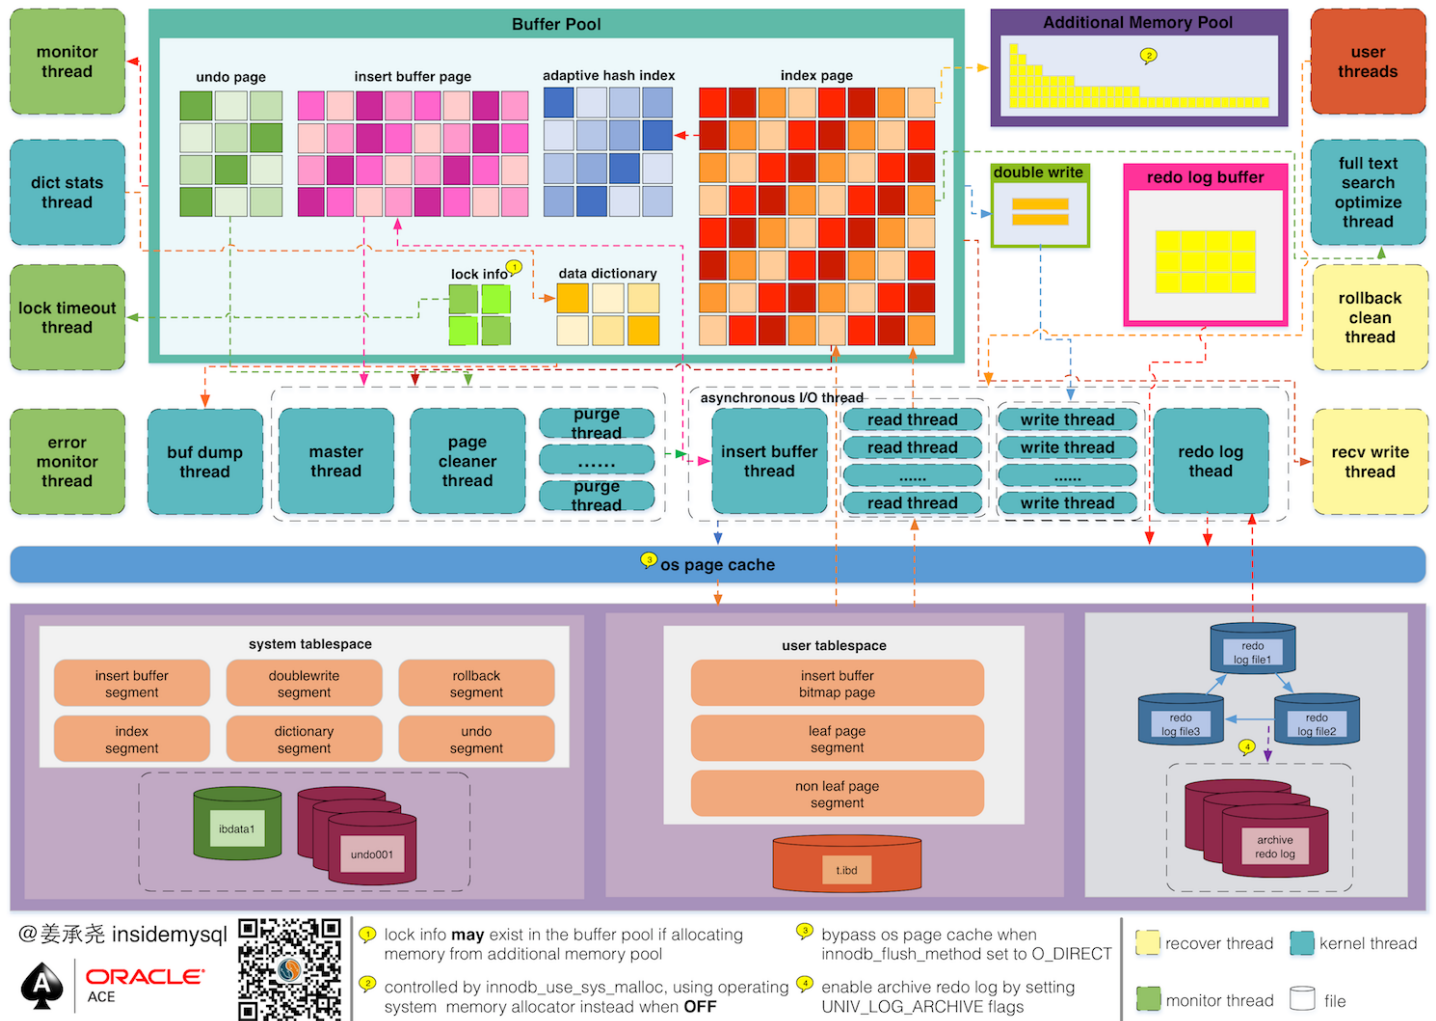 Buffer Pool
Additional Memory Pool
monitor
thread
user
threads
undo page
insert buffer page
adaptive hash index
index page
2
dict stats
thread
double write
redo log buffer
full text
search
optimize
thread
lock info
1
data dictionary
lock timeout
thread
rollback
clean
thread
asynchronous I/O thread
error
monitor
thread
buf dump
thread
master
thread
page
cleaner
thread
purge
thread
......
purge
thread
insert buffer
thread
read thread
read thread
......
read thread
write thread
write thread
......
write thread
redo log
thead
recv write
thread
3
os page cache
system tablespace
insert buffer
segment
doublewrite
segment
rollback
segment
index
segment
dictionary
segment
undo
segment
ibdata1
undo001
user tablespace
insert buffer
bitmap page
leaf page
segment
non leaf page
segment
t.ibd
redo
log file1
redo
log file3
redo
log file2
4
archive
redo log
@姜承尧 insidemysql
ORACLE®
ACE
1 lock info may exist in the buffer pool if allocating
memory from additional memory pool
2 controlled by innodb_use_sys_malloc, using operating
system memory allocator instead when OFF
3 bypass os page cache when
innodb_flush_method set to O_DIRECT
4 enable archive redo log by setting
UNIV_LOG_ARCHIVE flags
recover thread
kernel thread
monitor thread
file